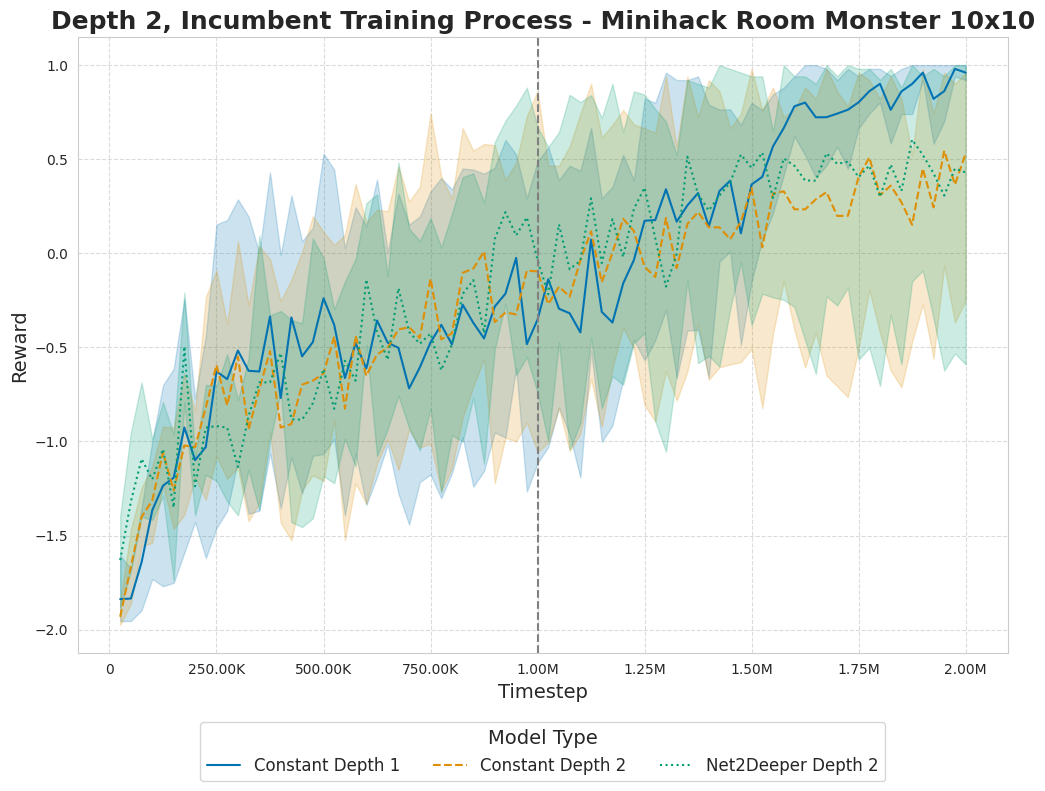 Depth 2, Incumbent Training Process - Minihack Room Monster 10x10
Reward
1.0
0.5
0.0
−0.5
−1.0
−1.5
−2.0
0 250.00K 500.00K 750.00K 1.00M 1.25M 1.50M 1.75M 2.00M
Timestep
Model Type
Constant Depth 1 Constant Depth 2 Net2Deeper Depth 2